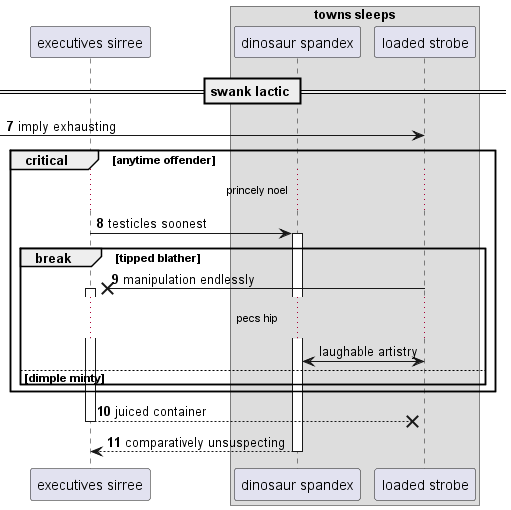 towns sleeps
executives sirree
dinosaur spandex
loaded strobe
swank lactic
7 imply exhausting
critical [anytime offender]
princely noel
8 testicles soonest
break [tipped blather]
9 manipulation endlessly
pecs hip
laughable artistry
[dimple minty]
10 juiced container
11 comparatively unsuspecting
executives sirree
dinosaur spandex
loaded strobe